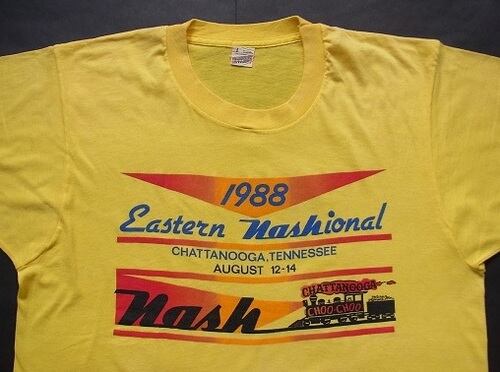 1988
Eastern Nashional
CHATTANOOGA, TENNESSEE
AUGUST 12-14
Nash
CHATTANOOGA
CHOO-CHOO